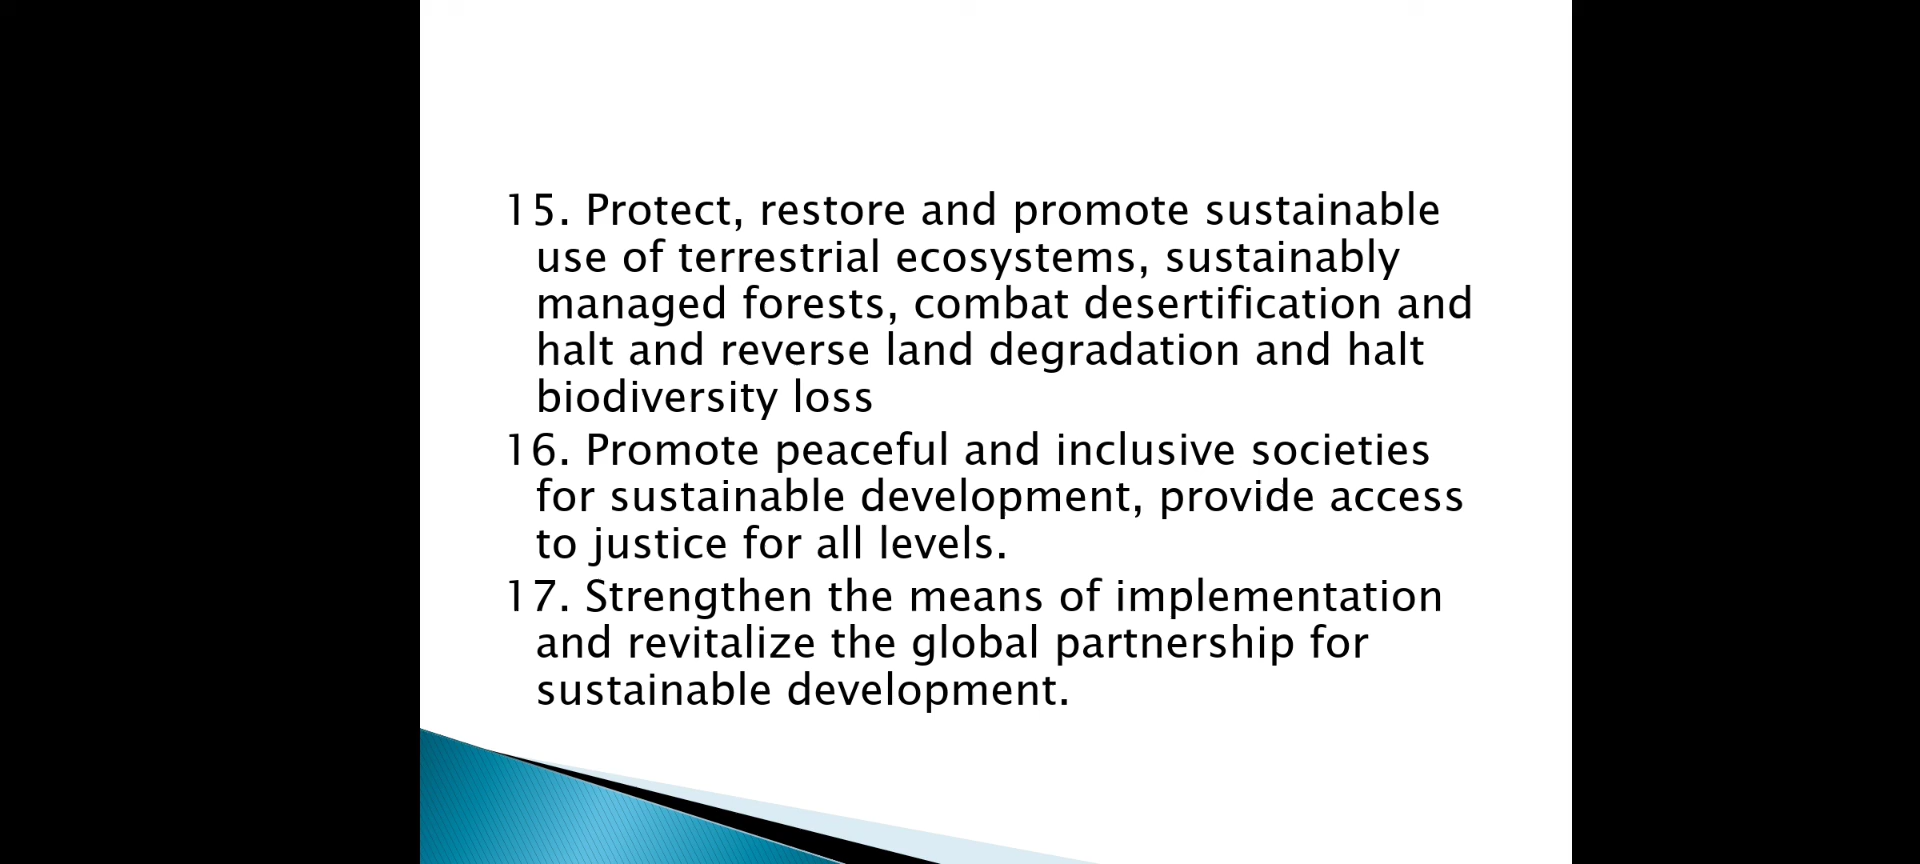 15. Protect, restore and promote sustainable
use of terrestrial ecosystems, sustainably
managed forests, combat desertification and
halt and reverse land degradation and halt
biodiversity loss
16. Promote peaceful and inclusive societies
for sustainable development, provide access
to justice for all levels.
17. Strengthen the means of implementation
and revitalize the global partnership for
sustainable development.